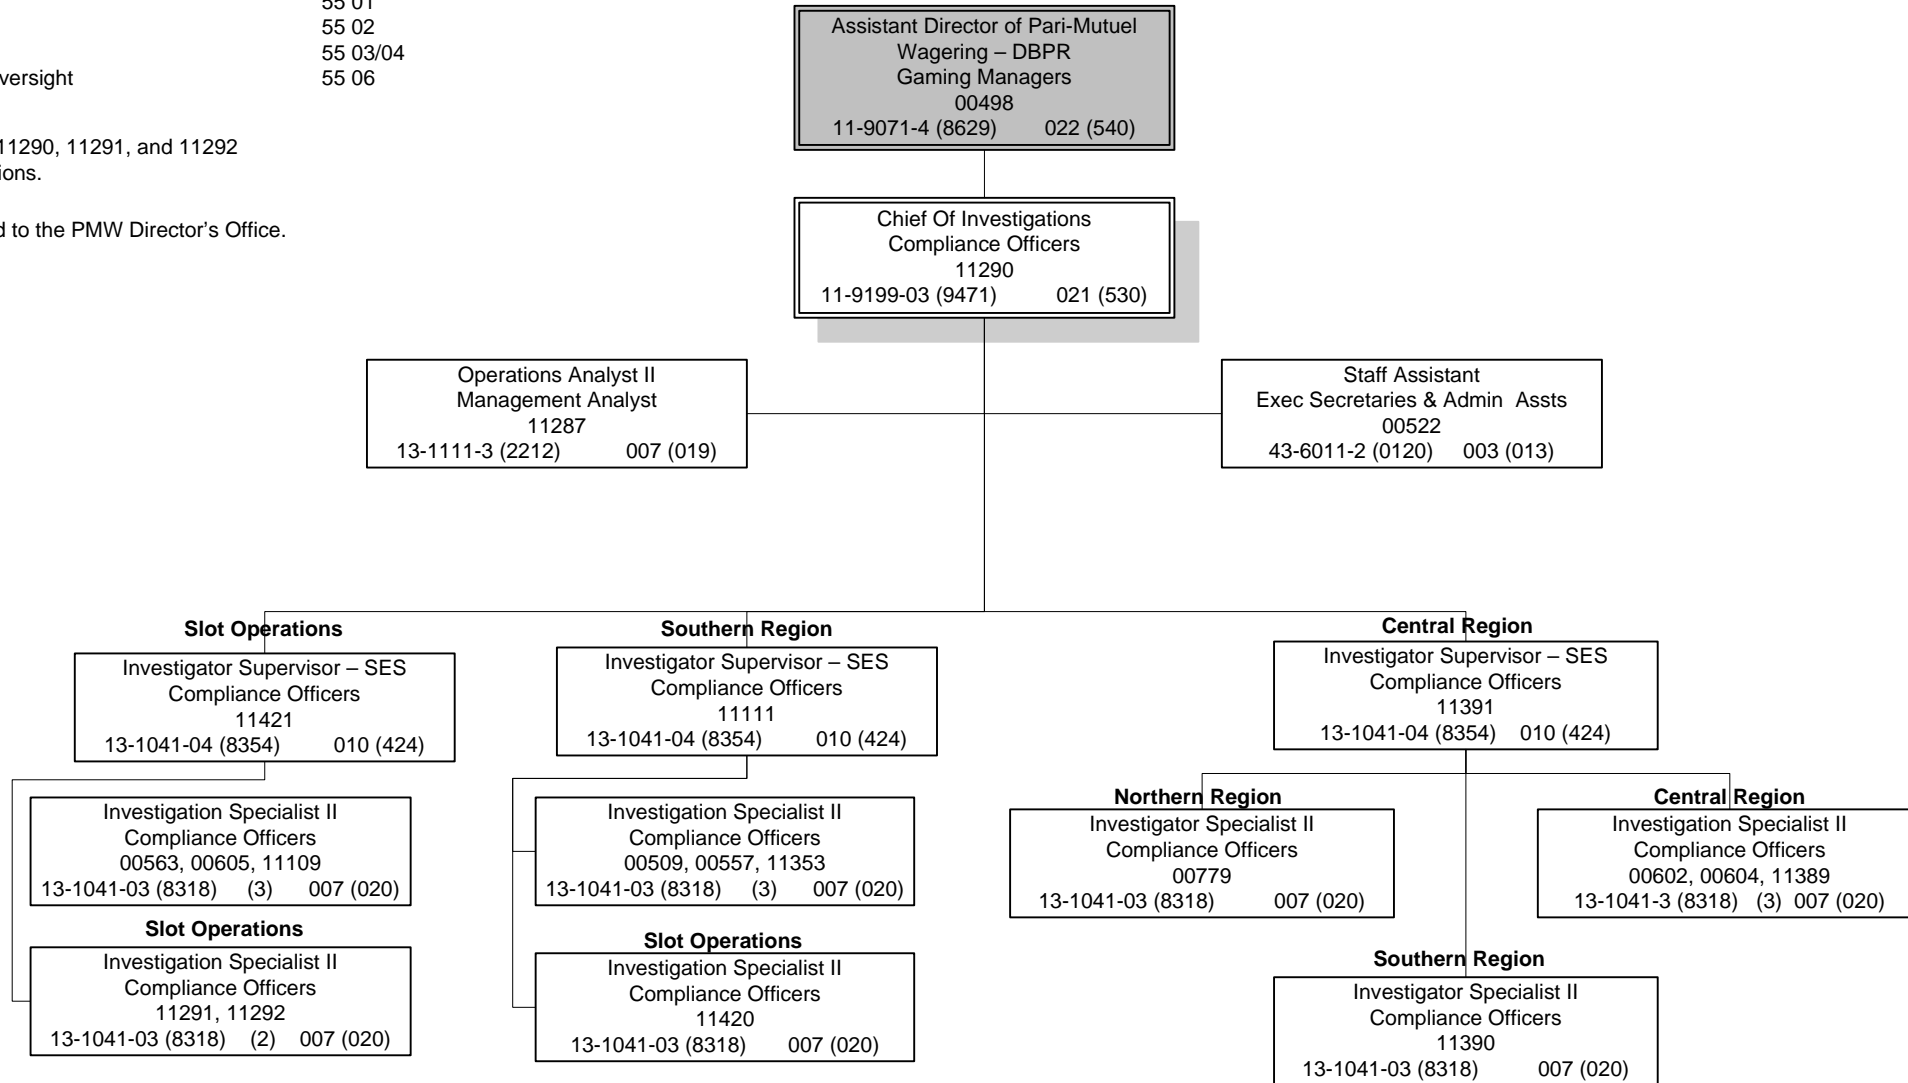 55 01
55 02
55 03/04
versight 55 06
11290, 11291, and 11292
ions.
d to the PMW Director's Office.
Assistant Director of Pari-Mutuel
Wagering – DBPR
Gaming Managers
00498
11-9071-4 (8629) 022 (540)
Chief Of Investigations
Compliance Officers
11290
11-9199-03 (9471) 021 (530)
Operations Analyst II
Management Analyst
11287
13-1111-3 (2212) 007 (019)
Staff Assistant
Exec Secretaries & Admin Assts
00522
43-6011-2 (0120) 003 (013)
Slot Operations
Investigator Supervisor – SES
Compliance Officers
11421
13-1041-04 (8354) 010 (424)
Investigation Specialist II
Compliance Officers
00563, 00605, 11109
13-1041-03 (8318) (3) 007 (020)
Slot Operations
Investigation Specialist II
Compliance Officers
11291, 11292
13-1041-03 (8318) (2) 007 (020)
Southern Region
Investigator Supervisor – SES
Compliance Officers
11111
13-1041-04 (8354) 010 (424)
Investigation Specialist II
Compliance Officers
00509, 00557, 11353
13-1041-03 (8318) (3) 007 (020)
Slot Operations
Investigation Specialist II
Compliance Officers
11420
13-1041-03 (8318) 007 (020)
Central Region
Investigator Supervisor – SES
Compliance Officers
11391
13-1041-04 (8354) 010 (424)
Northern Region
Investigator Specialist II
Compliance Officers
00779
13-1041-03 (8318) 007 (020)
Central Region
Investigation Specialist II
Compliance Officers
00602, 00604, 11389
13-1041-3 (8318) (3) 007 (020)
Southern Region
Investigator Specialist II
Compliance Officers
11390
13-1041-03 (8318) 007 (020)